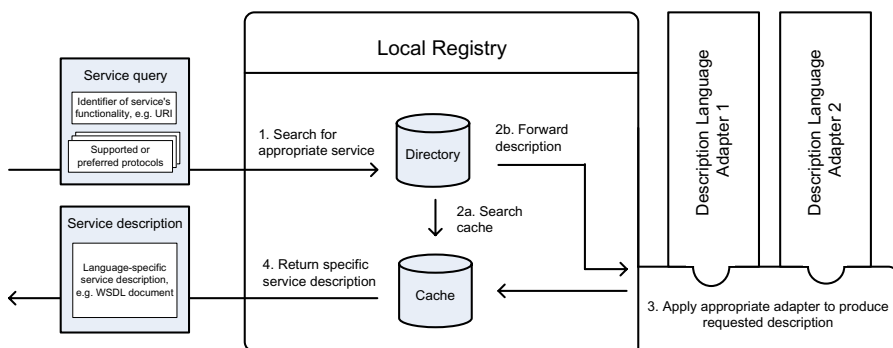 Local Registry
Service query
Identifier of service's
functionality, e.g. URI
Supported or
preferred protocols
1. Search for
appropriate service
Directory
2b. Forward
description
2a. Search
cache
Service description
Language-specific
service description,
e.g. WSDL document
4. Return specific
service description
Cache
Description Language
Adapter 1
Description Language
Adapter 2
3. Apply appropriate adapter to produce
requested description